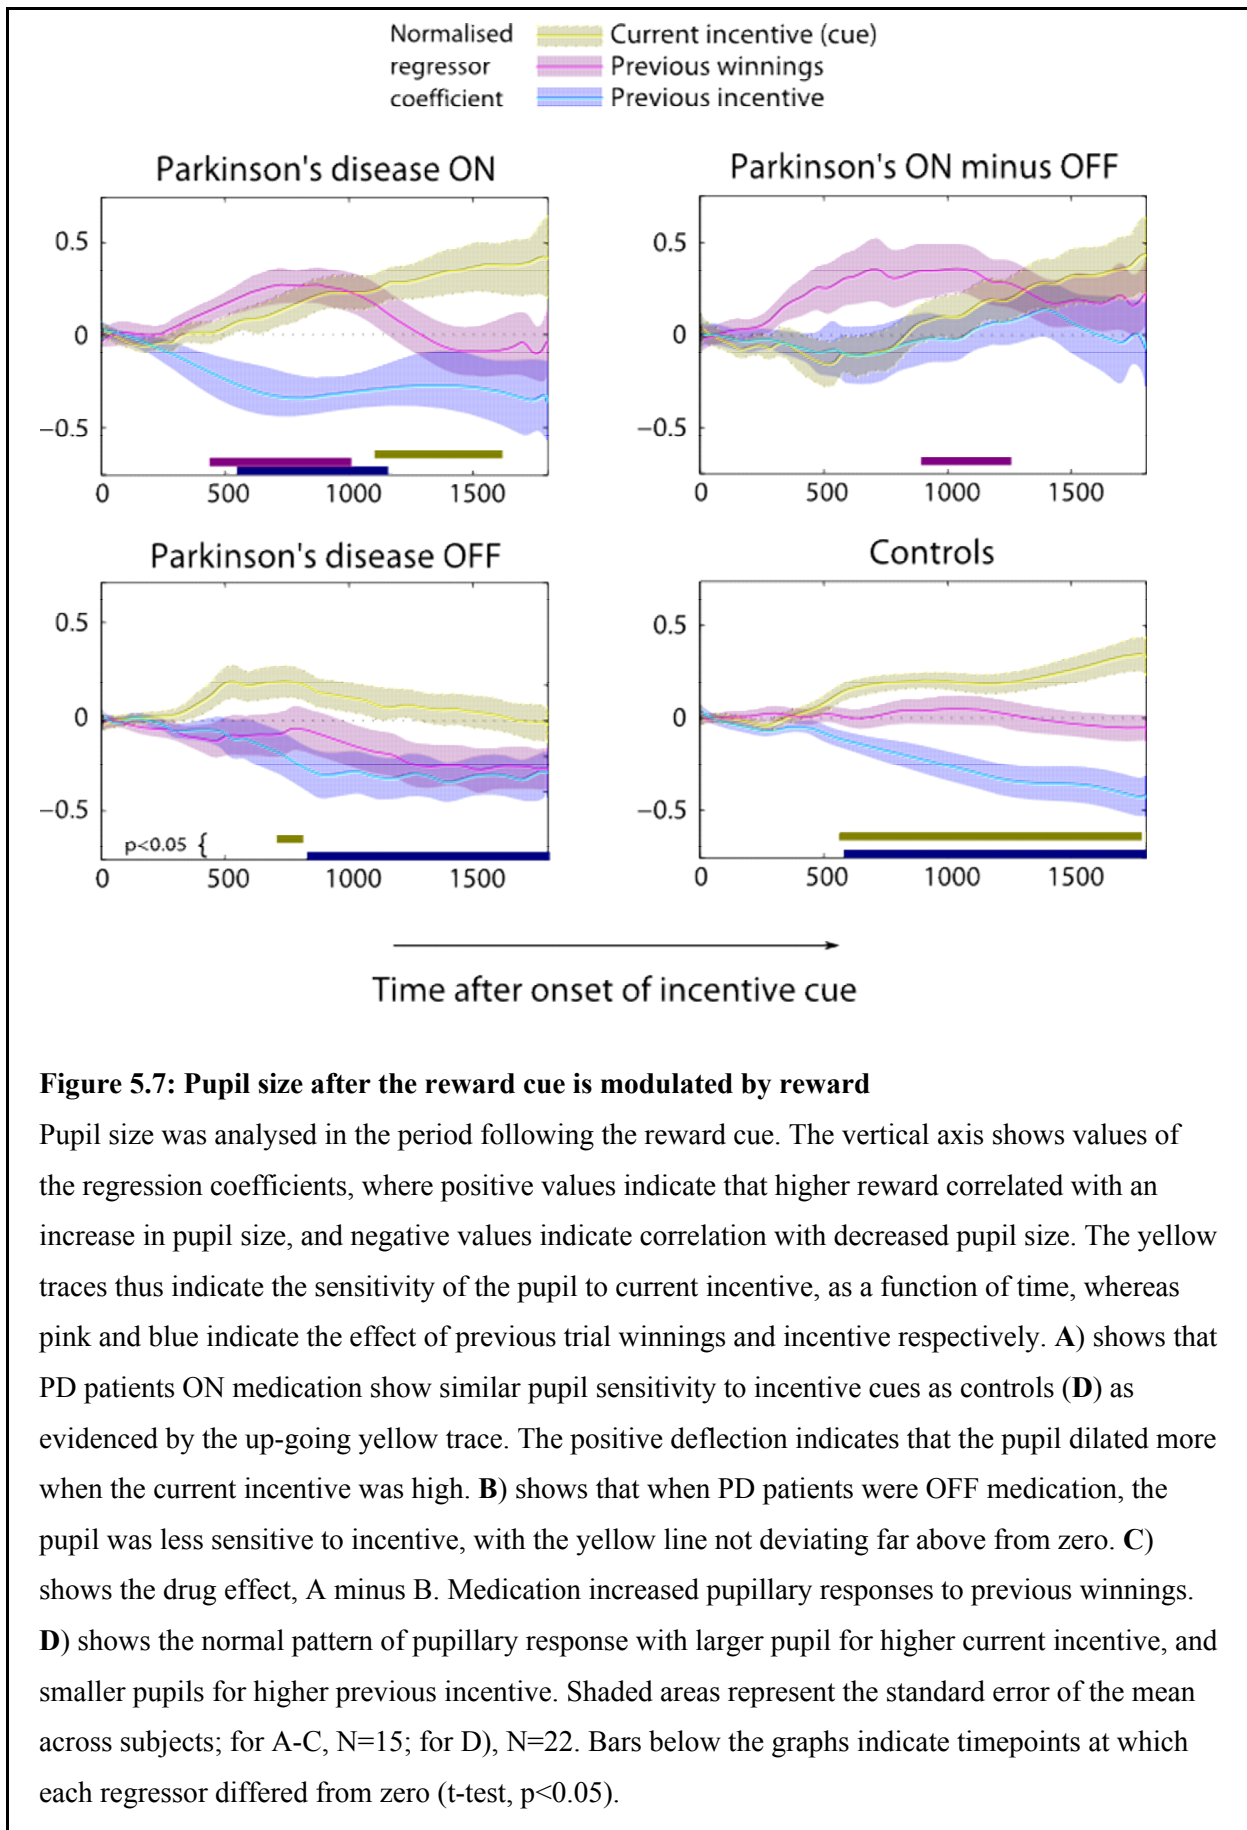 Normalised
regressor
coefficient
Current incentive (cue)
Previous winnings
Previous incentive
Parkinson's disease ON
0.5
0
−0.5
0 500 1000 1500
Parkinson's ON minus OFF
0.5
0
−0.5
0 500 1000 1500
Parkinson's disease OFF
0.5
0
−0.5
p<0.05 {
0 500 1000 1500
Controls
0.5
0
−0.5
0 500 1000 1500
Time after onset of incentive cue
Figure 5.7: Pupil size after the reward cue is modulated by reward
Pupil size was analysed in the period following the reward cue. The vertical axis shows values of
the regression coefficients, where positive values indicate that higher reward correlated with an
increase in pupil size, and negative values indicate correlation with decreased pupil size. The yellow
traces thus indicate the sensitivity of the pupil to current incentive, as a function of time, whereas
pink and blue indicate the effect of previous trial winnings and incentive respectively. A) shows that
PD patients ON medication show similar pupil sensitivity to incentive cues as controls (D) as
evidenced by the up-going yellow trace. The positive deflection indicates that the pupil dilated more
when the current incentive was high. B) shows that when PD patients were OFF medication, the
pupil was less sensitive to incentive, with the yellow line not deviating far above from zero. C)
shows the drug effect, A minus B. Medication increased pupillary responses to previous winnings.
D) shows the normal pattern of pupillary response with larger pupil for higher current incentive, and
smaller pupils for higher previous incentive. Shaded areas represent the standard error of the mean
across subjects; for A-C, N=15; for D), N=22. Bars below the graphs indicate timepoints at which
each regressor differed from zero (t-test, p<0.05).